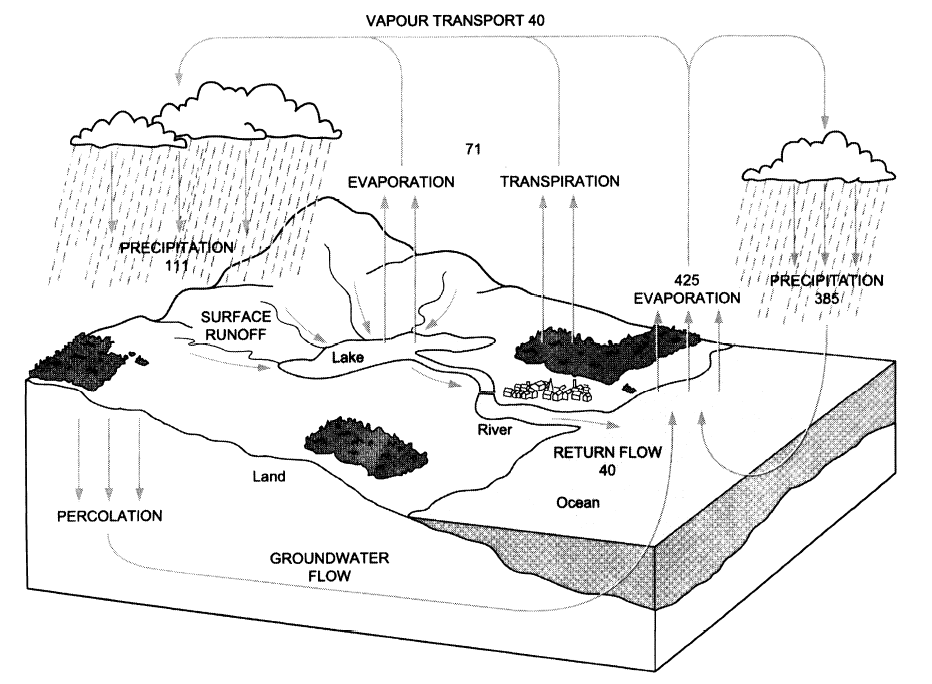 VAPOUR TRANSPORT 40
71
EVAPORATION
TRANSPIRATION
PRECIPITATION
111
425
EVAPORATION
PRECIPITATION
385
SURFACE
RUNOFF
Lake
River
RETURN FLOW
40
Land
Ocean
PERCOLATION
GROUNDWATER
FLOW